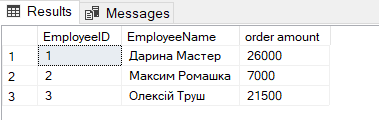 Results Messages
EmployeeID EmployeeName order amount
1 1 Дарина Мастер 26000
2 2 Максим Ромашка 7000
3 3 Олексій Труш 21500